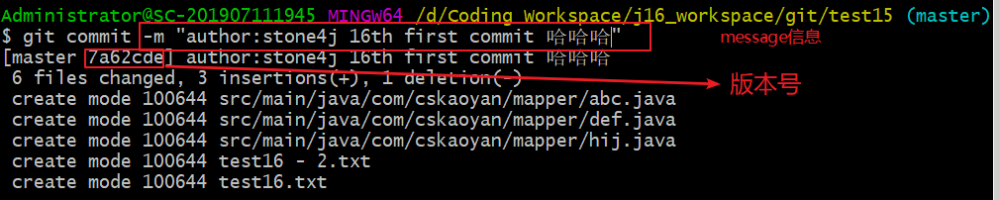 Administrator@SC-201907111945 MINGW64 /d/Coding Workspace/j16_workspace/git/test15 (master)
$ git commit -m "author:stone4j 16th first commit 哈哈哈" message信息
[master 7a62cde] author:stone4j 16th first commit 哈哈哈
6 files changed, 3 insertions(+), 1 deletion(-) 版本号
create mode 100644 src/main/java/com/cskaoyan/mapper/abc.java
create mode 100644 src/main/java/com/cskaoyan/mapper/def.java
create mode 100644 src/main/java/com/cskaoyan/mapper/hij.java
create mode 100644 test16 - 2.txt
create mode 100644 test16.txt